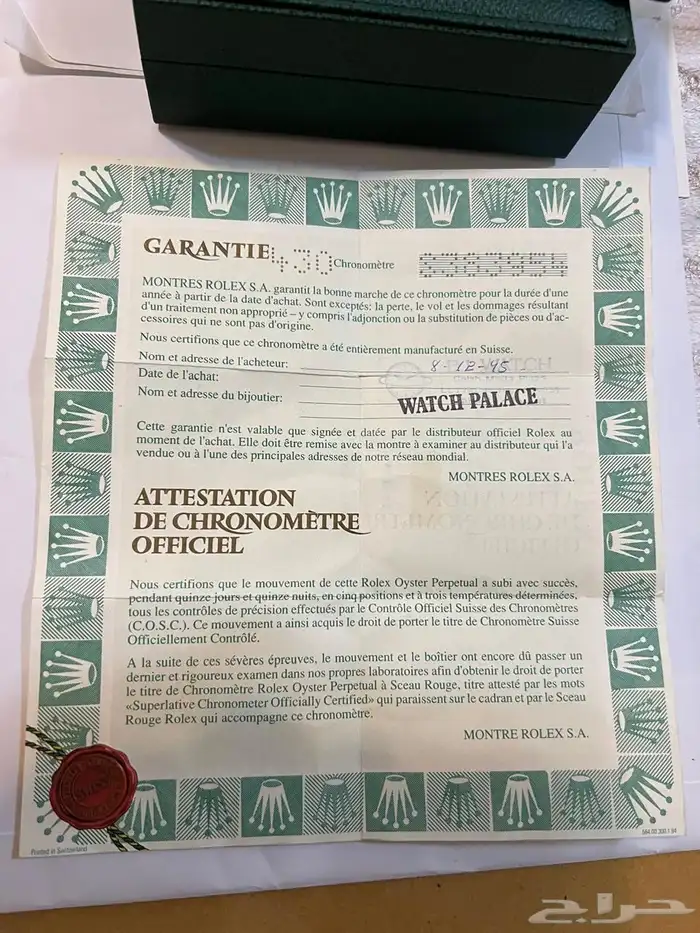 GARANTIE 430 Chronomètre
MONTRES ROLEX S.A. garantit la bonne marche de ce chronomètre pour la durée d'une
année à partir de la date d'achat. Sont exceptés: la perte, le vol et les dommages résultant
d'un traitement non approprié – y compris l'adjonction ou la substitution de pièces ou d'ac-
cessoires qui ne sont pas d'origine.
Nous certifions que ce chronomètre a été entièrement manufacturé en Suisse.
Nom et adresse de l'acheteur:
Date de l'achat: 8-12-95
Nom et adresse du bijoutier: WATCH PALACE
Cette garantie n'est valable que signée et datée par le distributeur officiel Rolex au
moment de l'achat. Elle doit être remise avec la montre à examiner au distributeur qui l'a
vendue ou à l'une des principales adresses de notre réseau mondial.
MONTRES ROLEX S.A.
ATTESTATION
DE CHRONOMÈTRE
OFFICIEL
Nous certifions que le mouvement de cette Rolex Oyster Perpetual a subi avec succès,
pendant quinze jours et quinze nuits, en cinq positions et à trois températures déterminées,
tous les contrôles de précision effectués par le Contrôle Officiel Suisse des Chronomètres
(C.O.S.C.). Ce mouvement a ainsi acquis le droit de porter le titre de Chronomètre Suisse
Officiellement Contrôlé.
A la suite de ces sévères épreuves, le mouvement et le boîtier ont encore dû passer un
dernier et rigoureux examen dans nos propres laboratoires afin d'obtenir le droit de porter
le titre de Chronomètre Rolex Oyster Perpetual à Sceau Rouge, titre attesté par les mots
«Superlative Chronometer Officially Certified» qui paraissent sur le cadran et par le Sceau
Rouge Rolex qui accompagne ce chronomètre.
MONTRE ROLEX S.A.
Printed in Switzerland
حراج